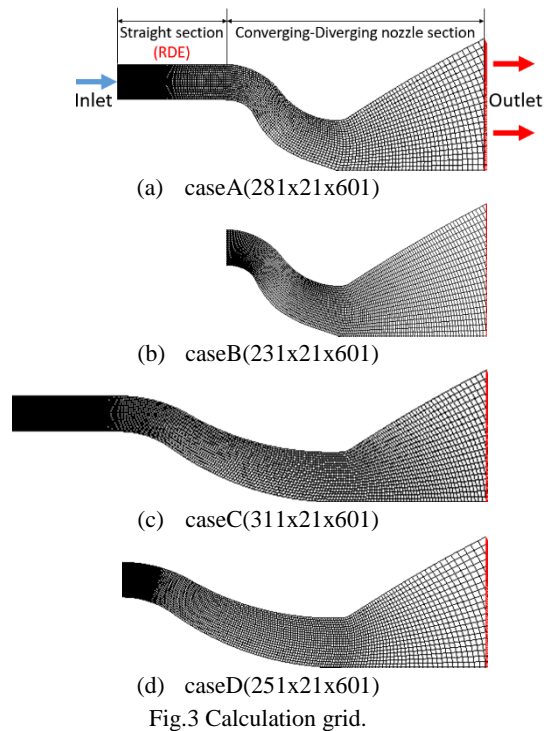 Straight section Converging-Diverging nozzle section
(RDE)
Inlet
Outlet
(a) caseA(281x21x601)
(b) caseB(231x21x601)
(c) caseC(311x21x601)
(d) caseD(251x21x601)
Fig.3 Calculation grid.